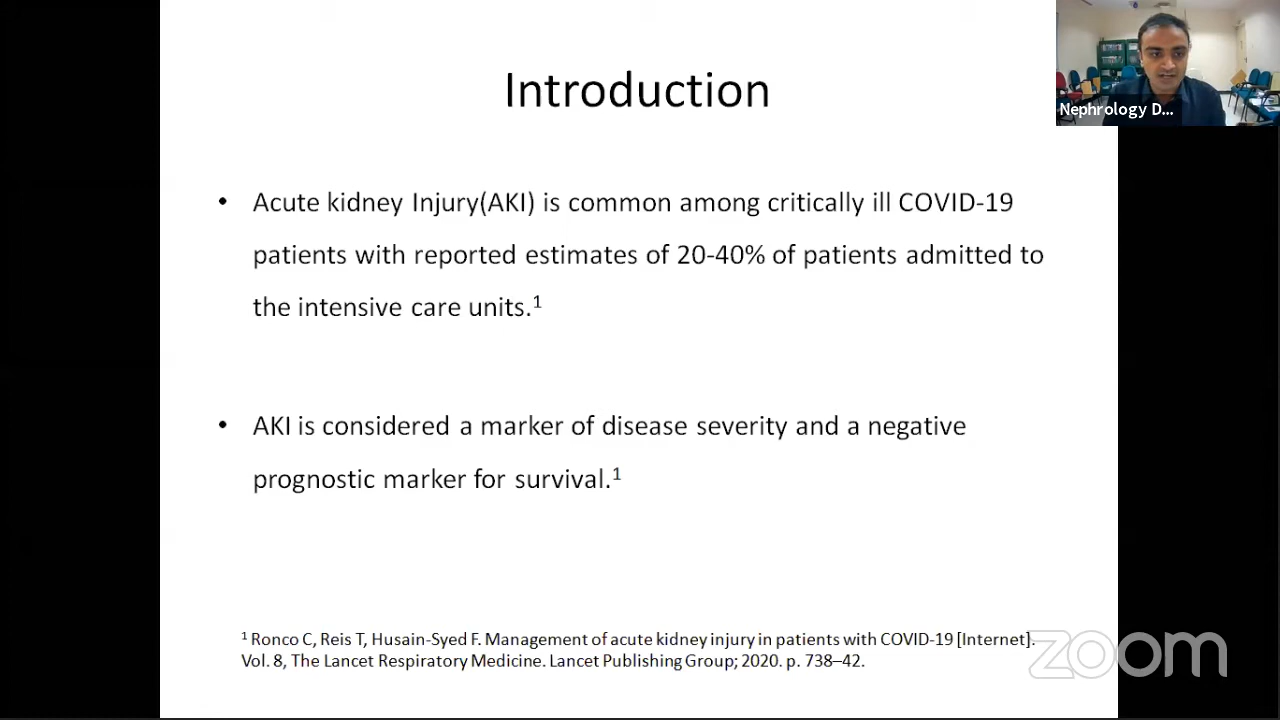 Introduction
Nephrology D...
• Acute kidney Injury(AKI) is common among critically ill COVID-19
patients with reported estimates of 20-40% of patients admitted to
the intensive care units.¹
• AKI is considered a marker of disease severity and a negative
prognostic marker for survival.¹
¹ Ronco C, Reis T, Husain-Syed F. Management of acute kidney injury in patients with COVID-19 [Internet].
Vol. 8, The Lancet Respiratory Medicine. Lancet Publishing Group; 2020. p. 738–42.
zoom